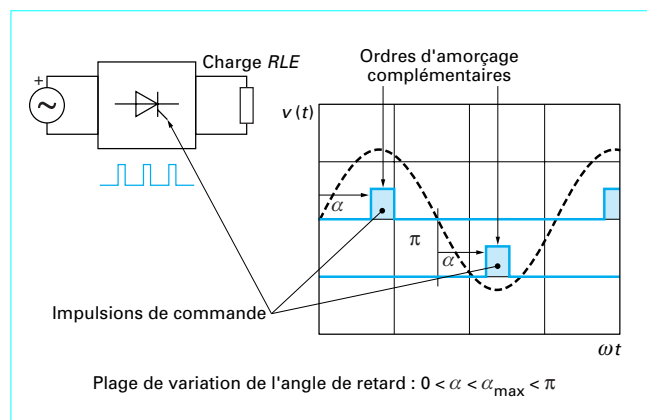 Charge RLE
+
~
Ordres d'amorçage
complémentaires
v (t)
α
π
α
Impulsions de commande
ωt
Plage de variation de l'angle de retard : 0 < α < αmax < π